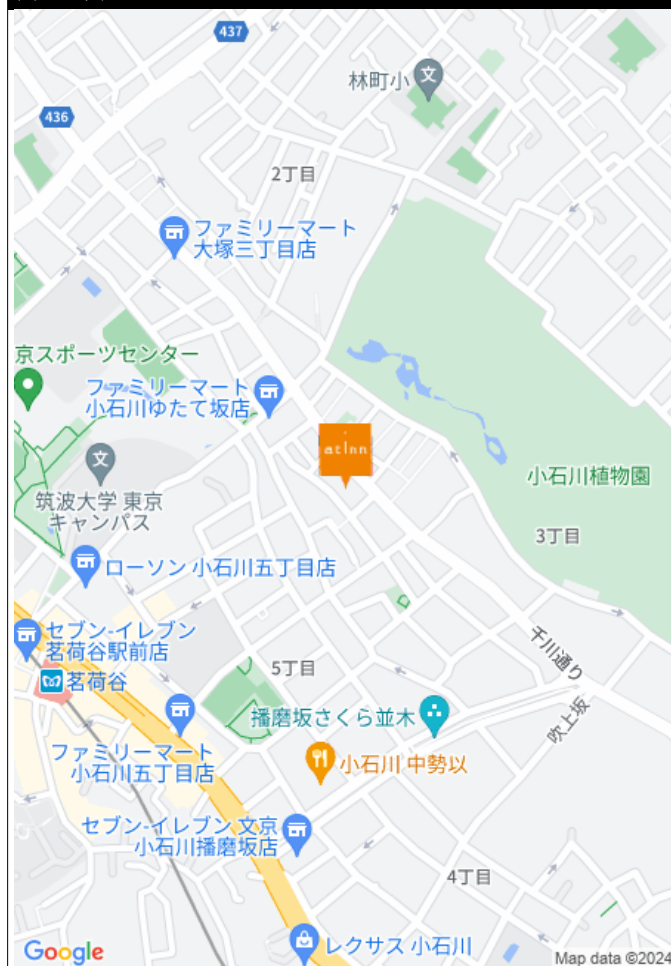 437
林町小
文
436
2丁目
ファミリーマート
大塚三丁目店
京スポーツセンター
ファミリーマート
小石川ゆたて坂店
at Inn
文
筑波大学 東京
キャンパス
小石川植物園
3丁目
ローソン 小石川五丁目店
セブン-イレブン
茗荷谷駅前店
茗荷谷
5丁目
千川通り
播磨坂さくら並木
吹上坂
ファミリーマート
小石川五丁目店
小石川 中勢以
セブン-イレブン 文京
小石川播磨坂店
4丁目
レクサス 小石川
Google
Map data ©2024